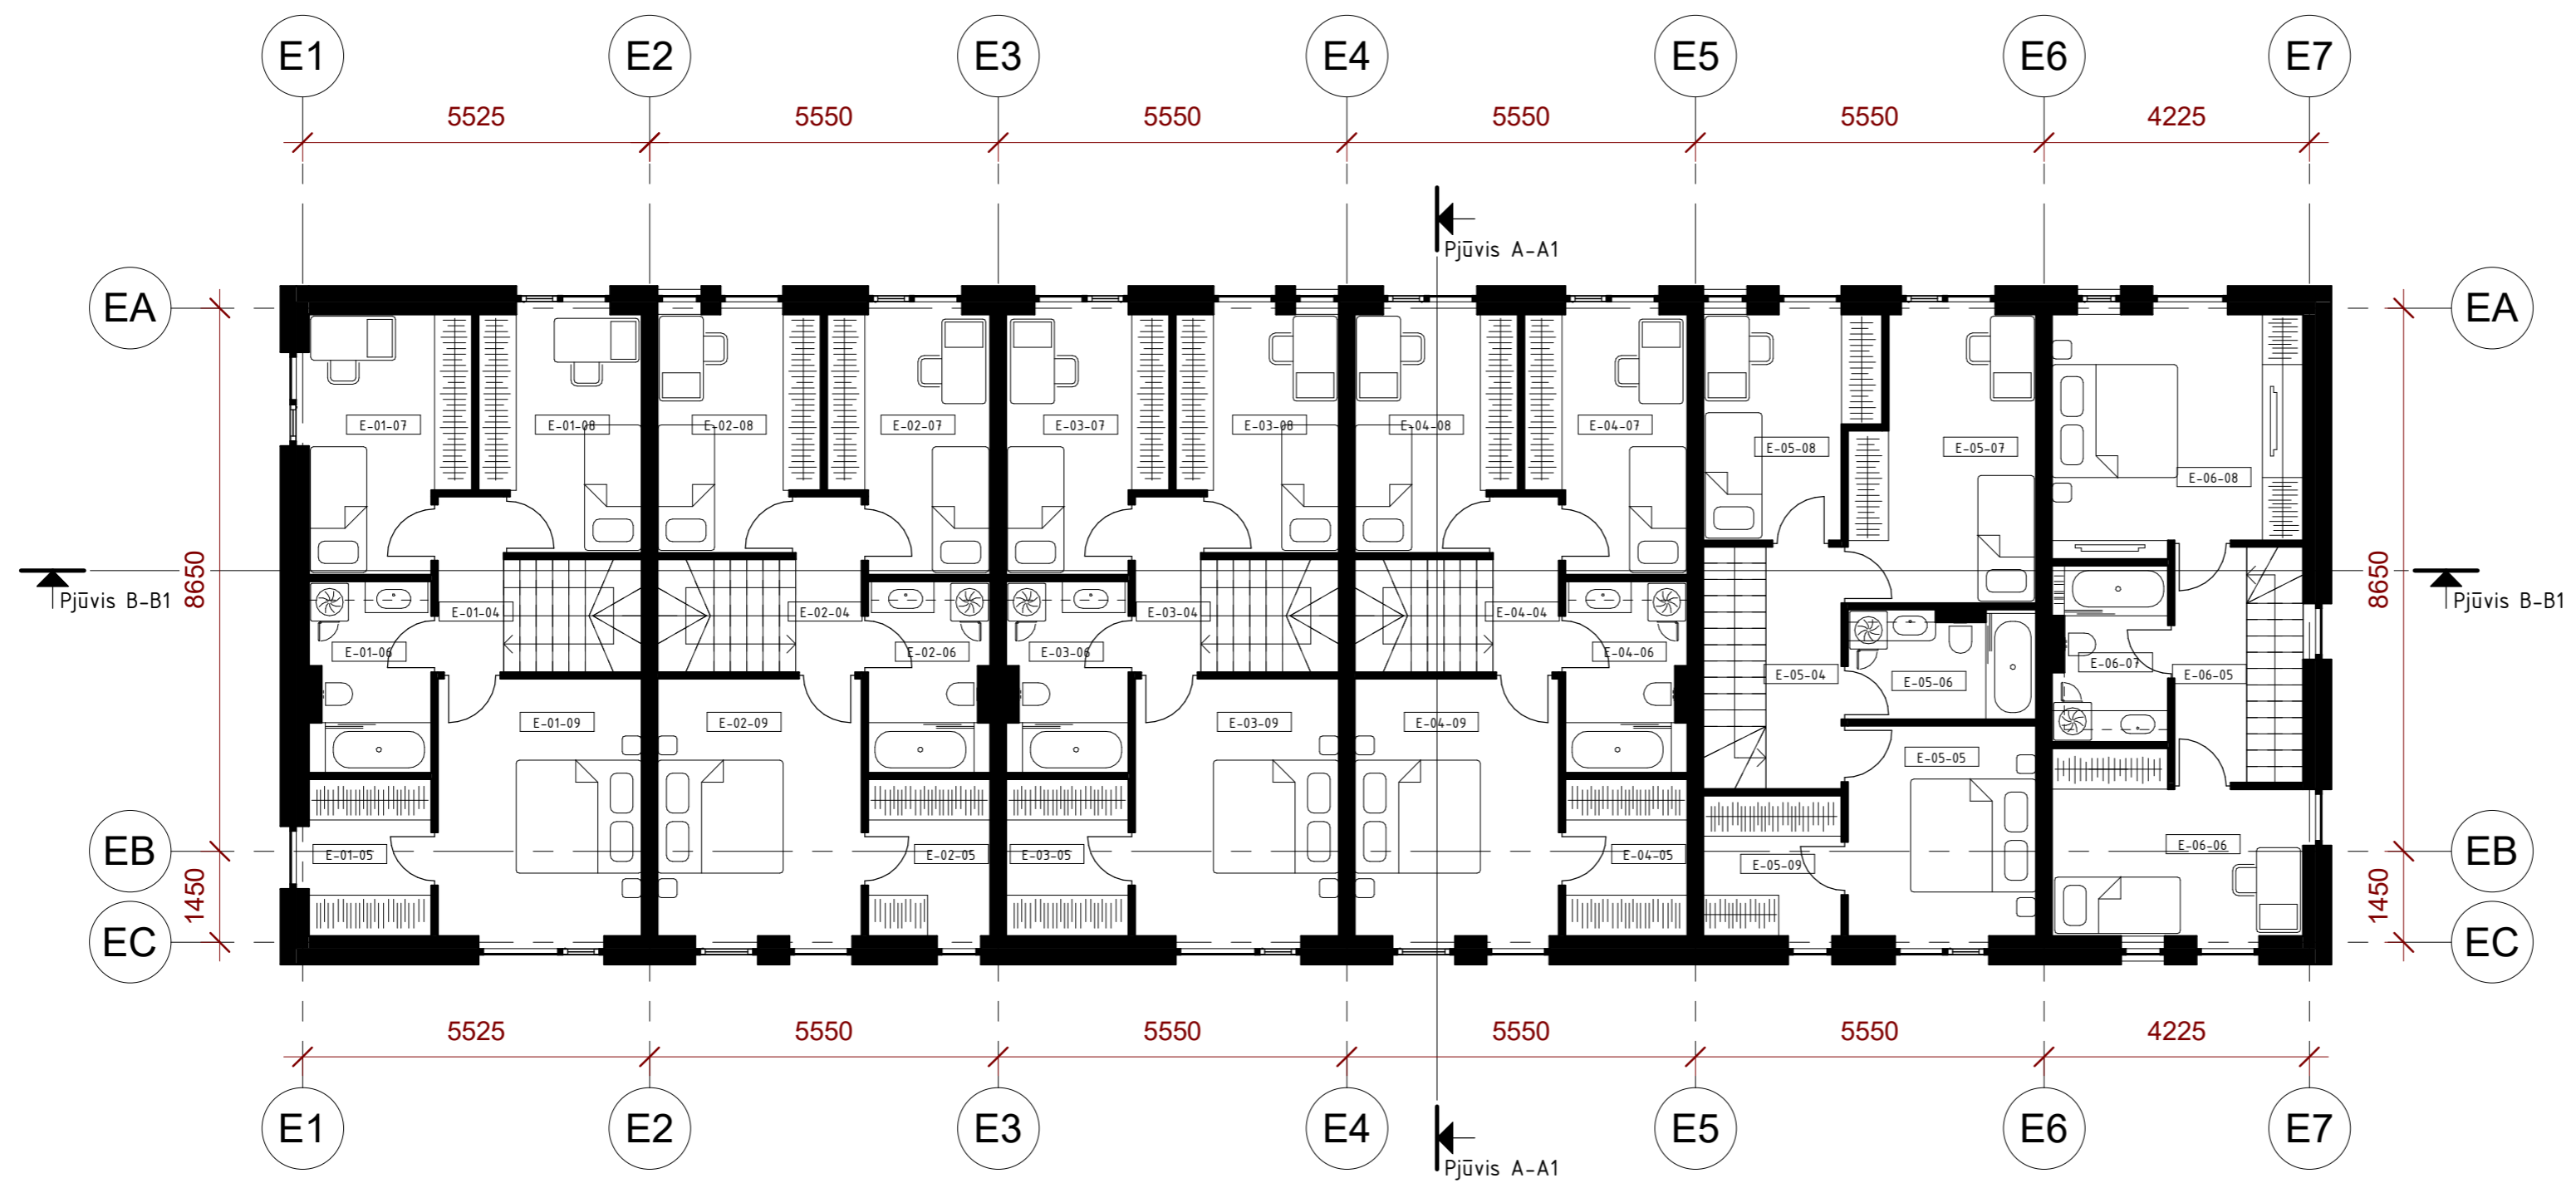 E1 E2 E3 E4 E5 E6 E7
5525 5550 5550 5550 5550 4225
Pjūvis A-A1
EA EA
E-01-07 E-01-08 E-02-08 E-02-07 E-03-07 E-03-08 E-04-08 E-04-07
E-05-08 E-05-07
E-06-08
8650 8650
Pjūvis B-B1 Pjūvis B-B1
E-01-04 E-02-04 E-03-04 E-04-04
E-01-06 E-02-06 E-03-06 E-04-06
E-06-07
E-05-04 E-06-05
E-05-06
E-01-09 E-02-09 E-03-09 E-04-09
E-05-05
E-06-06
EB EB
E-01-05 E-02-05 E-03-05 E-04-05
E-05-09
1450 1450
EC EC
5525 5550 5550 5550 5550 4225
E1 E2 E3 E4 E5 E6 E7
Pjūvis A-A1